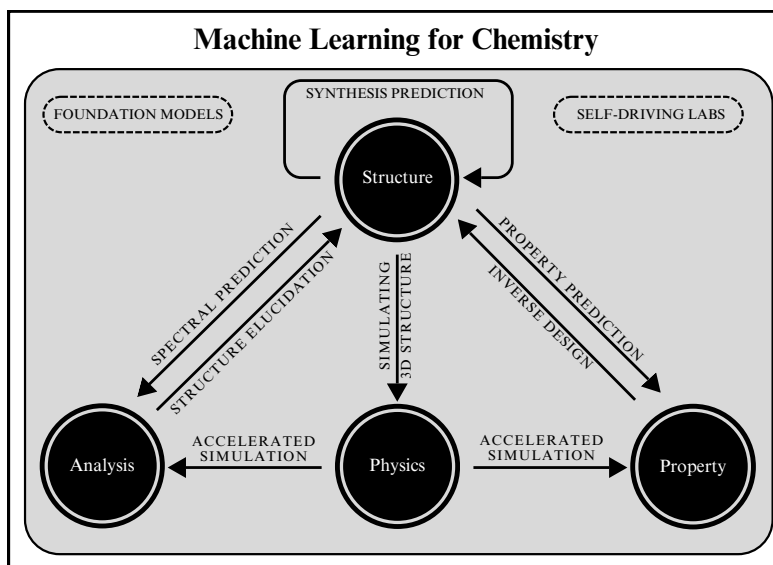 Machine Learning for Chemistry
SYNTHESIS PREDICTION
FOUNDATION MODELS
SELF-DRIVING LABS
Structure
SPECTRAL PREDICTION
STRUCTURE ELUCIDATION
SIMULATING
3D STRUCTURE
PROPERTY PREDICTION
INVERSE DESIGN
Analysis
ACCELERATED
SIMULATION
Physics
ACCELERATED
SIMULATION
Property